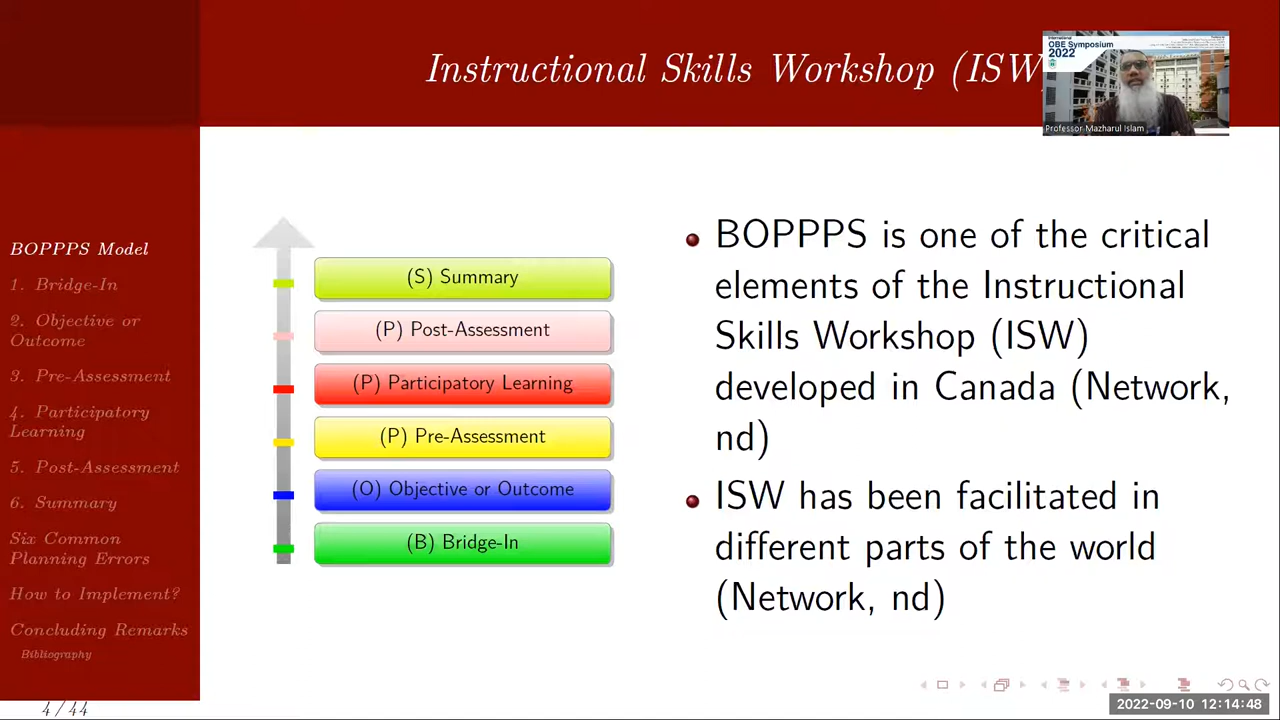 Instructional Skills Workshop (ISW
International
OBE Symposium
2022
Professor Mazharul Islam
BOPPPS Model
1. Bridge-In
2. Objective or
Outcome
3. Pre-Assessment
4. Participatory
Learning
5. Post-Assessment
6. Summary
Six Common
Planning Errors
How to Implement?
Concluding Remarks
Bibliography
4 / 44
(S) Summary
(P) Post-Assessment
(P) Participatory Learning
(P) Pre-Assessment
(O) Objective or Outcome
(B) Bridge-In
BOPPPS is one of the critical
elements of the Instructional
Skills Workshop (ISW)
developed in Canada (Network,
nd)
ISW has been facilitated in
different parts of the world
(Network, nd)
2022-09-10 12:14:48